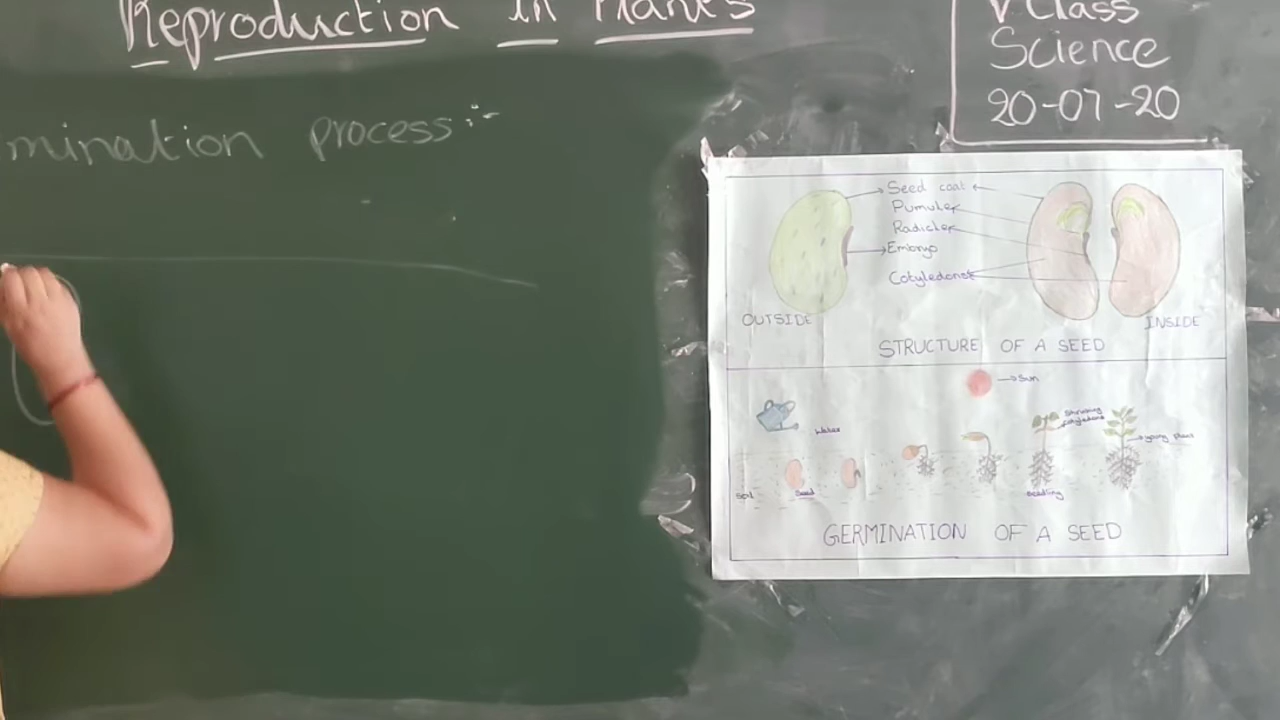 Reproduction in Plants
V Class
Science
20-07-20
mination process:-
Seed coat
Pumule
Radicle
Embryo
Cotyledons
OUTSIDE
INSIDE
STRUCTURE OF A SEED
Sun
Water
Shrinking
cotyledons
young plant
Soil
Seed
Seedling
GERMINATION OF A SEED